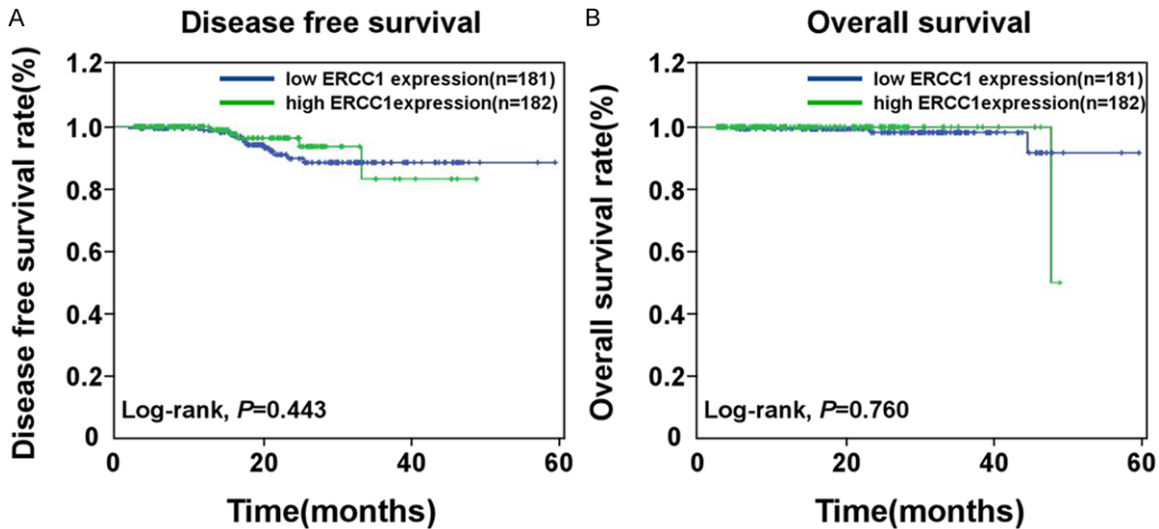 A
Disease free survival
Disease free survival rate(%)
1.2
1.0
0.8
0.6
0.4
0.2
0
low ERCC1 expression(n=181)
high ERCC1expression(n=182)
Log-rank, P=0.443
0
20
40
60
Time(months)
B
Overall survival
Overall survival rate(%)
1.2
1.0
0.8
0.6
0.4
0.2
0
low ERCC1 expression(n=181)
high ERCC1expression(n=182)
Log-rank, P=0.760
0
20
40
60
Time(months)